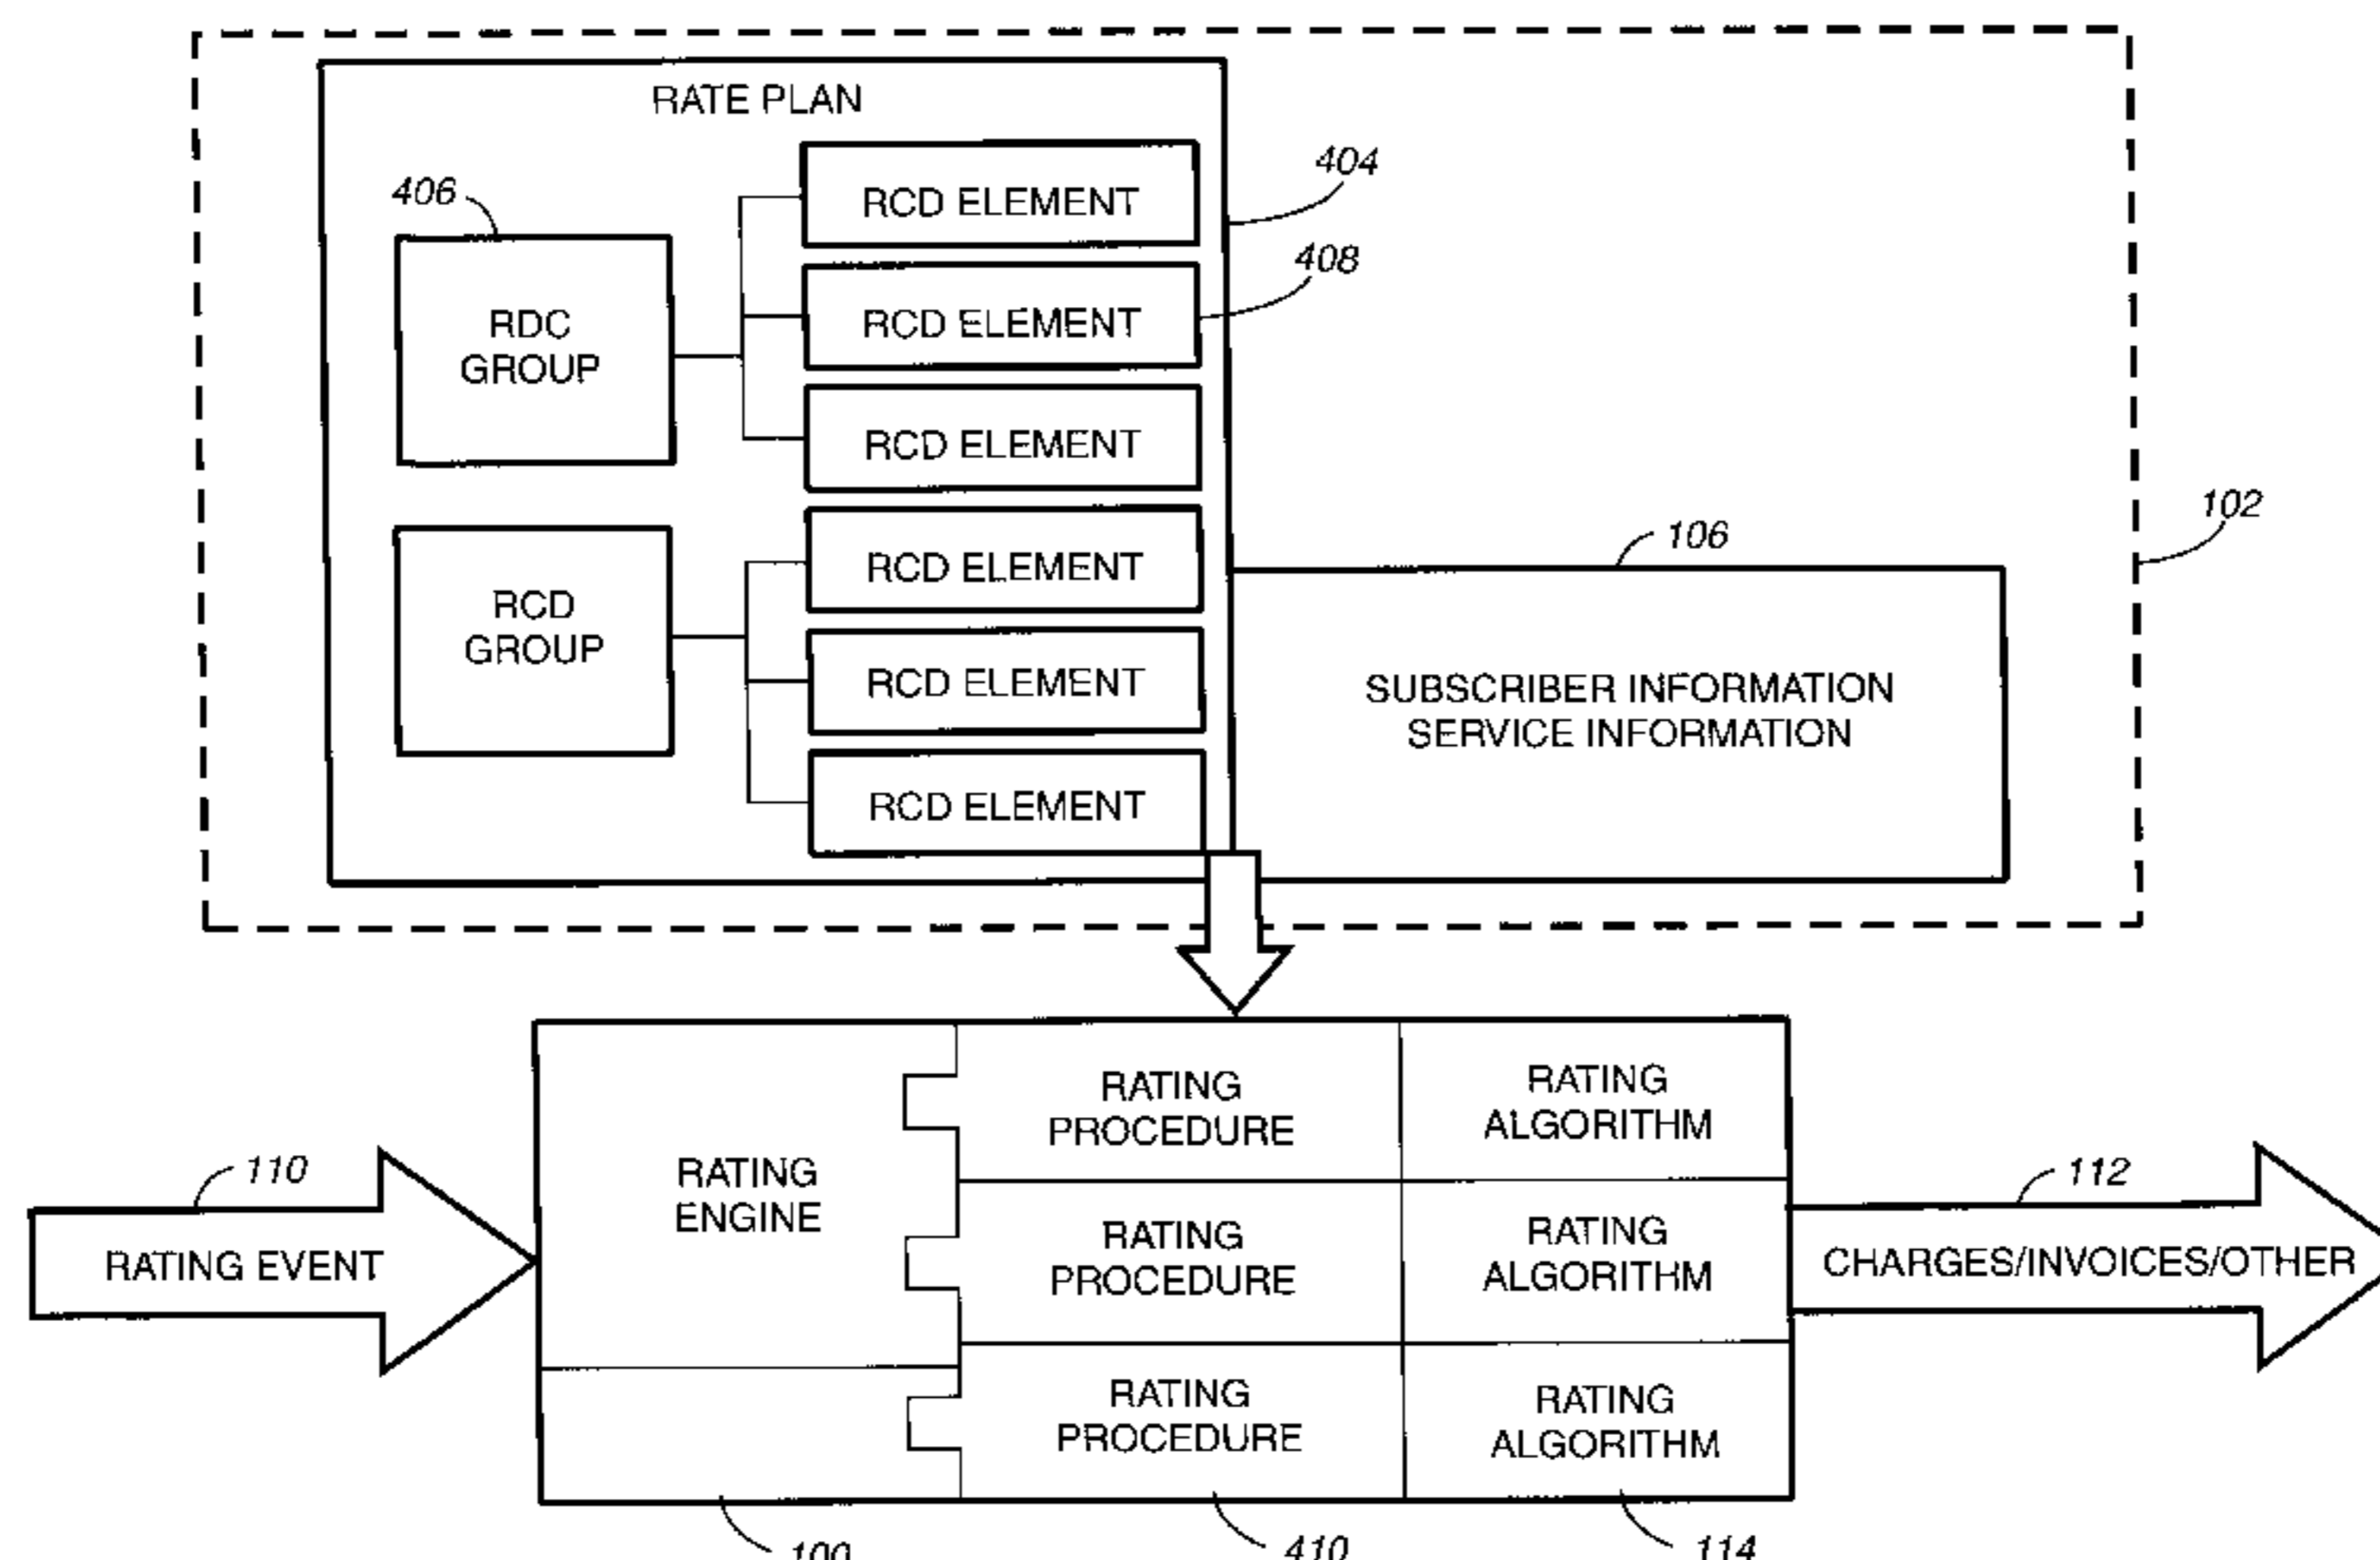 RATE PLAN
404
406
RCD ELEMENT
408
RDC
GROUP
RCD ELEMENT
RCD ELEMENT
102
106
RCD
GROUP
RCD ELEMENT
RCD ELEMENT
RCD ELEMENT
SUBSCRIBER INFORMATION
SERVICE INFORMATION
110
RATING EVENT
RATING
ENGINE
RATING
PROCEDURE
RATING
ALGORITHM
RATING
PROCEDURE
RATING
ALGORITHM
RATING
PROCEDURE
RATING
ALGORITHM
112
CHARGES/INVOICES/OTHER
100
410
114